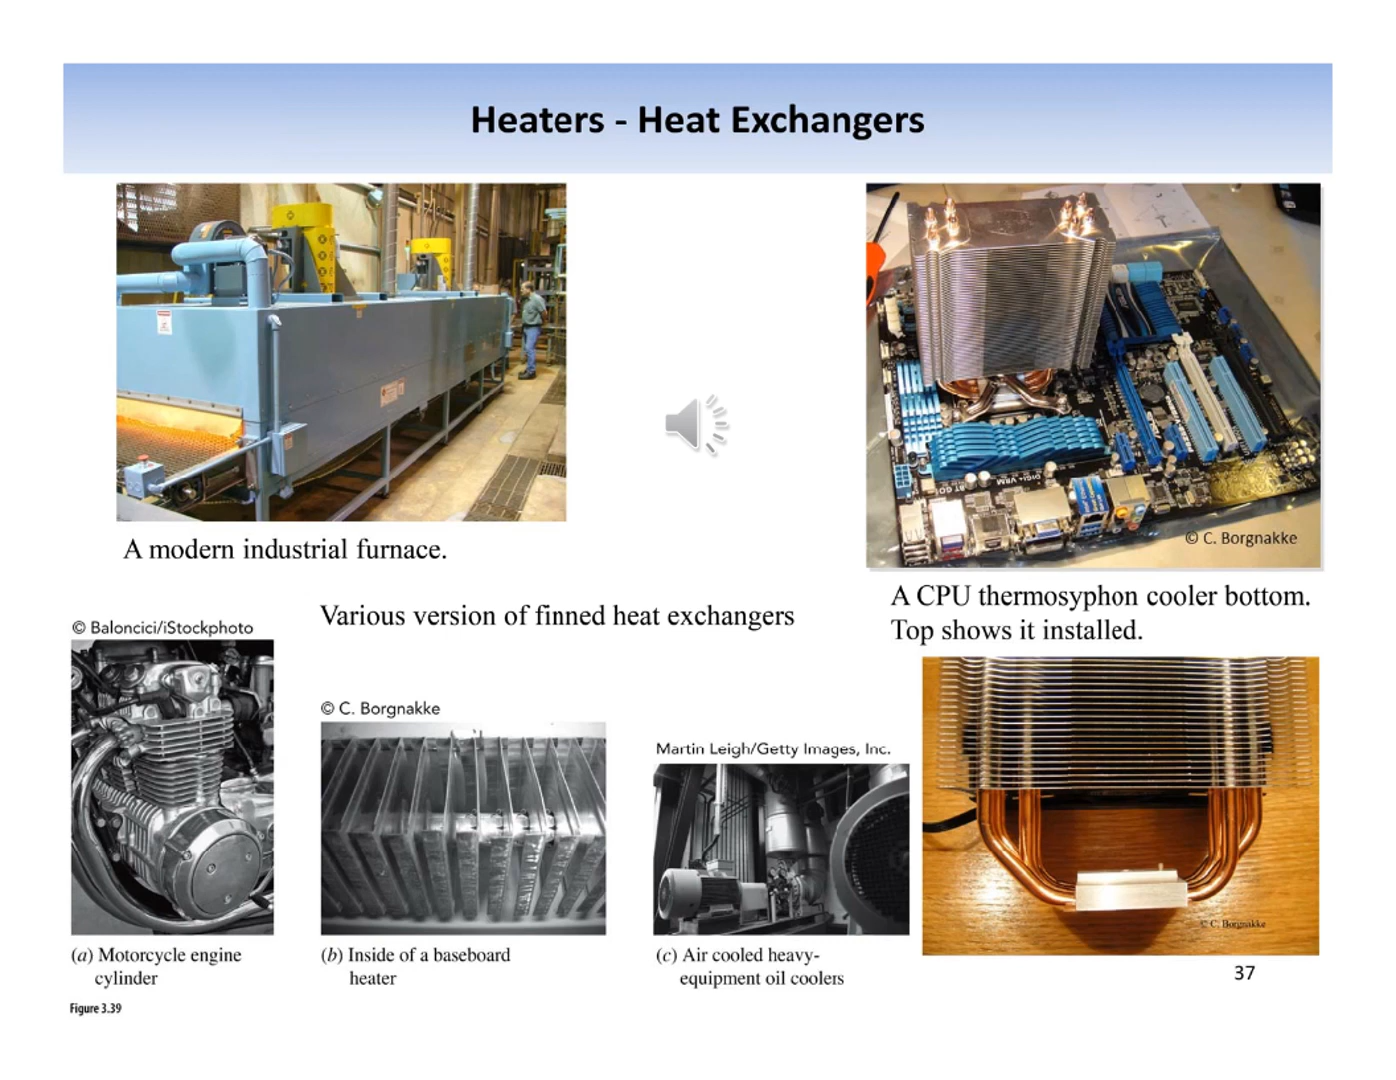 Heaters - Heat Exchangers
© C. Borgnakke
A modern industrial furnace.
A CPU thermosyphon cooler bottom.
Top shows it installed.
Various version of finned heat exchangers
© Baloncici/iStockphoto
© C. Borgnakke
Martin Leigh/Getty Images, Inc.
© C. Borgnakke
(a) Motorcycle engine
cylinder
(b) Inside of a baseboard
heater
(c) Air cooled heavy-
equipment oil coolers
37
Figure 3.39